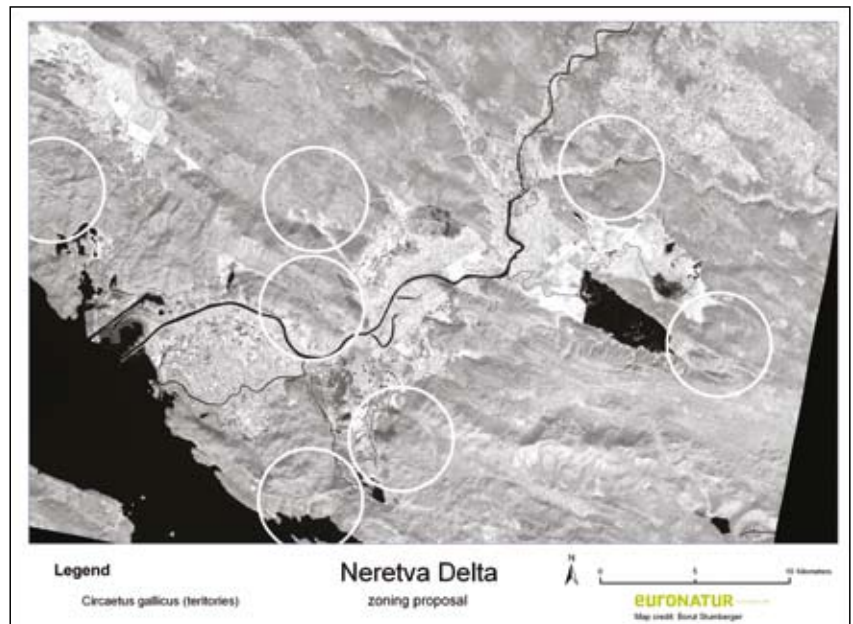 Legend
Circaetus gallicus (teritories)
Neretva Delta
zoning proposal
N
0 5 10 Kilometers
euronatur
Map credit: Borut Stumberger